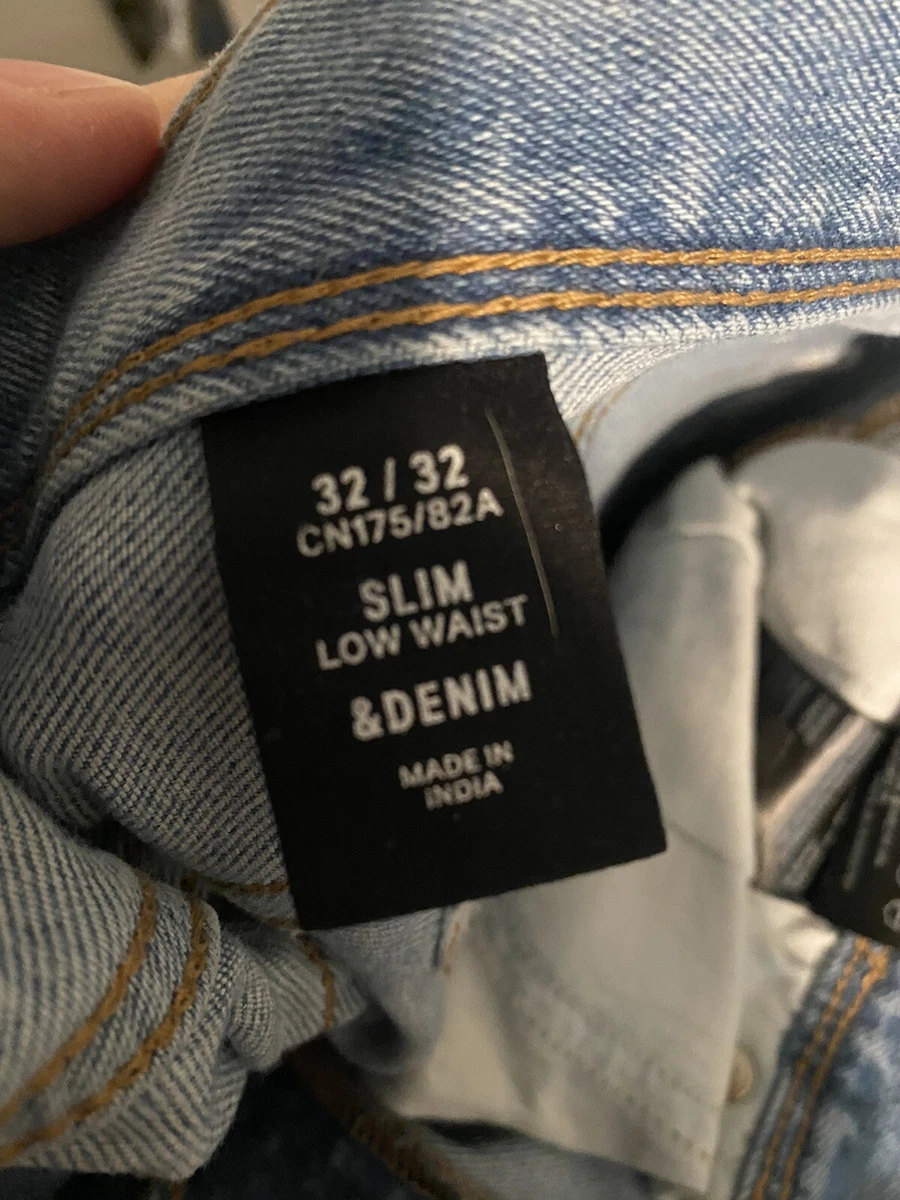 32 / 32
CN175/82A
SLIM
LOW WAIST
&DENIM
MADE IN
INDIA